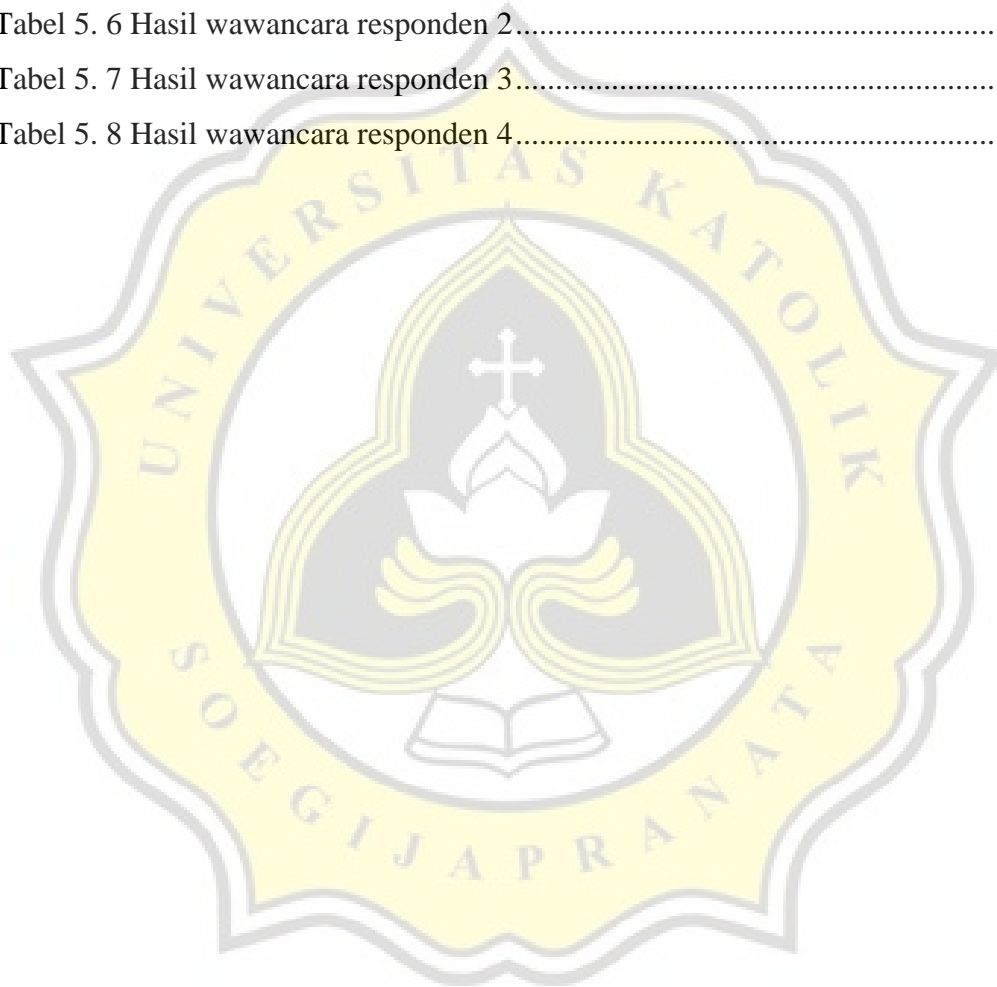 Tabel 5. 6 Hasil wawancara responden 2..........................................................
Tabel 5. 7 Hasil wawancara responden 3..........................................................
Tabel 5. 8 Hasil wawancara responden 4..........................................................
UNIVERSITAS KATOLIK
SOEGIJAPRANATA